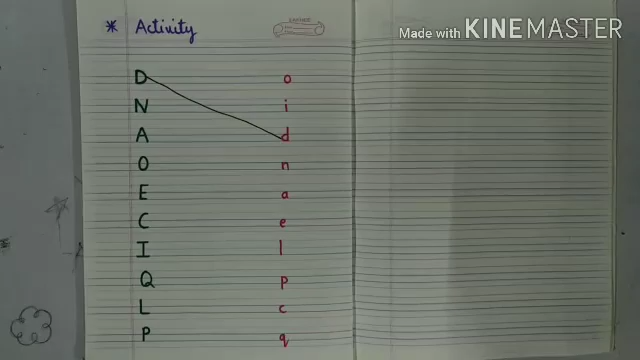 * Activity
Made with KINEMASTER
D o
N i
A d
O n
E a
C e
I l
Q p
L c
P q